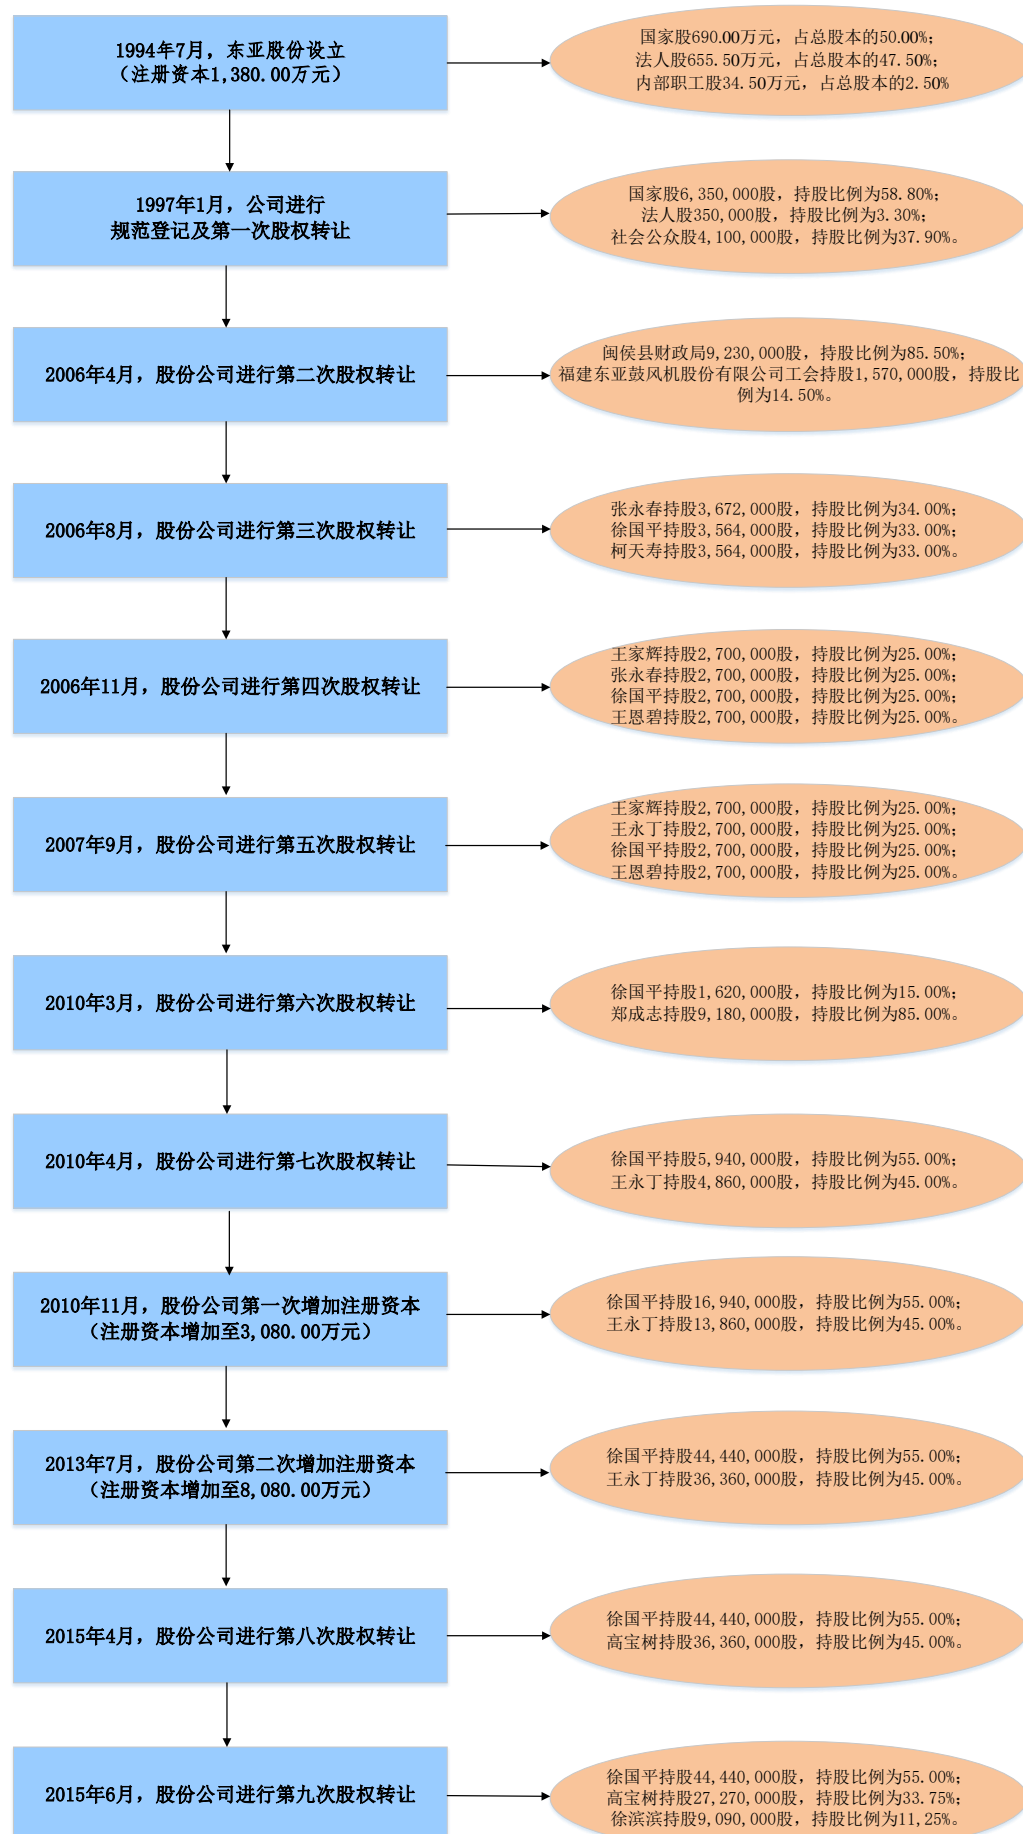 1994年7月，东亚股份设立
（注册资本1,380.00万元）
国家股690.00万元，占总股本的50.00%；
法人股655.50万元，占总股本的47.50%；
内部职工股34.50万元，占总股本的2.50%
1997年1月，公司进行
规范登记及第一次股权转让
国家股6,350,000股，持股比例为58.80%；
法人股350,000股，持股比例为3.30%；
社会公众股4,100,000股，持股比例为37.90%。
2006年4月，股份公司进行第二次股权转让
闽侯县财政局9,230,000股，持股比例为85.50%；
福建东亚鼓风机股份有限公司工会持股1,570,000股，持股比
例为14.50%。
2006年8月，股份公司进行第三次股权转让
张永春持股3,672,000股，持股比例为34.00%；
徐国平持股3,564,000股，持股比例为33.00%；
柯天寿持股3,564,000股，持股比例为33.00%。
2006年11月，股份公司进行第四次股权转让
王家辉持股2,700,000股，持股比例为25.00%；
张永春持股2,700,000股，持股比例为25.00%；
徐国平持股2,700,000股，持股比例为25.00%；
王恩碧持股2,700,000股，持股比例为25.00%。
2007年9月，股份公司进行第五次股权转让
王家辉持股2,700,000股，持股比例为25.00%；
王永丁持股2,700,000股，持股比例为25.00%；
徐国平持股2,700,000股，持股比例为25.00%；
王恩碧持股2,700,000股，持股比例为25.00%。
2010年3月，股份公司进行第六次股权转让
徐国平持股1,620,000股，持股比例为15.00%；
郑成志持股9,180,000股，持股比例为85.00%。
2010年4月，股份公司进行第七次股权转让
徐国平持股5,940,000股，持股比例为55.00%；
王永丁持股4,860,000股，持股比例为45.00%。
2010年11月，股份公司第一次增加注册资本
（注册资本增加至3,080.00万元）
徐国平持股16,940,000股，持股比例为55.00%；
王永丁持股13,860,000股，持股比例为45.00%。
2013年7月，股份公司第二次增加注册资本
（注册资本增加至8,080.00万元）
徐国平持股44,440,000股，持股比例为55.00%；
王永丁持股36,360,000股，持股比例为45.00%。
2015年4月，股份公司进行第八次股权转让
徐国平持股44,440,000股，持股比例为55.00%；
高宝树持股36,360,000股，持股比例为45.00%。
2015年6月，股份公司进行第九次股权转让
徐国平持股44,440,000股，持股比例为55.00%；
高宝树持股27,270,000股，持股比例为33.75%；
徐滨滨持股9,090,000股，持股比例为11,25%。